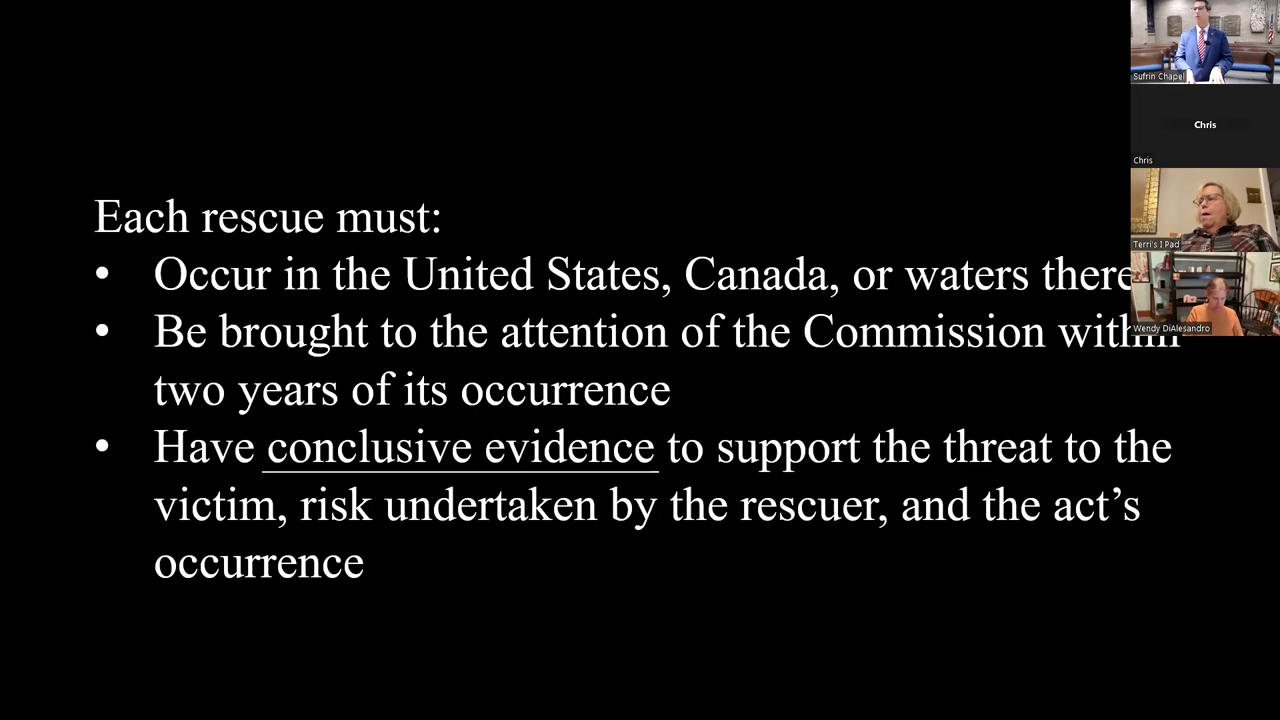 Each rescue must:
• Occur in the United States, Canada, or waters there
• Be brought to the attention of the Commission within
two years of its occurrence
• Have conclusive evidence to support the threat to the
victim, risk undertaken by the rescuer, and the act’s
occurrence
Sufrin Chapel
Chris
Chris
Terri's I Pad
Wendy DiAlesandro